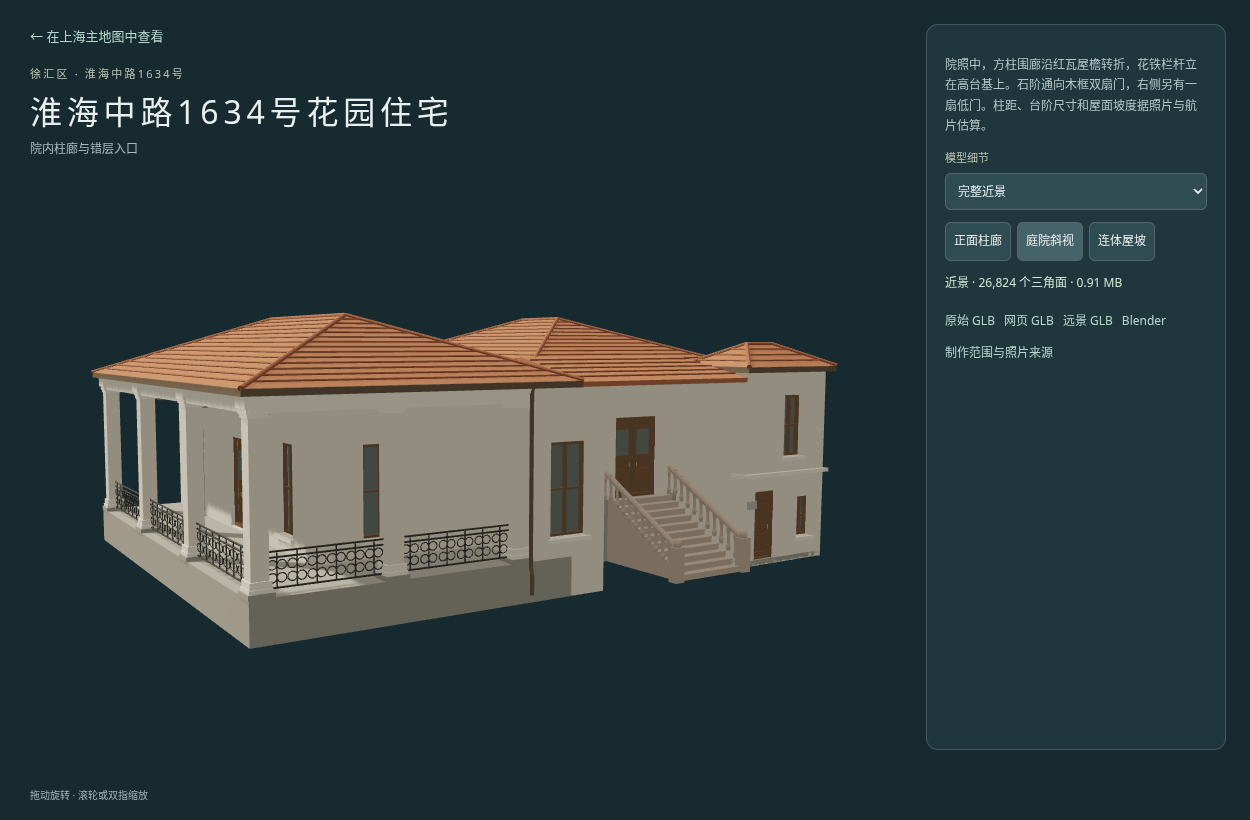 ← 在上海主地图中查看
徐汇区 · 淮海中路1634号
淮海中路1634号花园住宅
院内柱廊与错层入口
院照中，方柱围廊沿红瓦屋檐转折，花铁栏杆立
在高台基上。石阶通向木框双扇门，右侧另有一
扇低门。柱距、台阶尺寸和屋面坡度据照片与航
片估算。
模型细节
完整近景
正面柱廊 庭院斜视 连体屋坡
近景 · 26,824 个三角面 · 0.91 MB
原始 GLB 网页 GLB 远景 GLB Blender
制作范围与照片来源
拖动旋转 · 滚轮或双指缩放